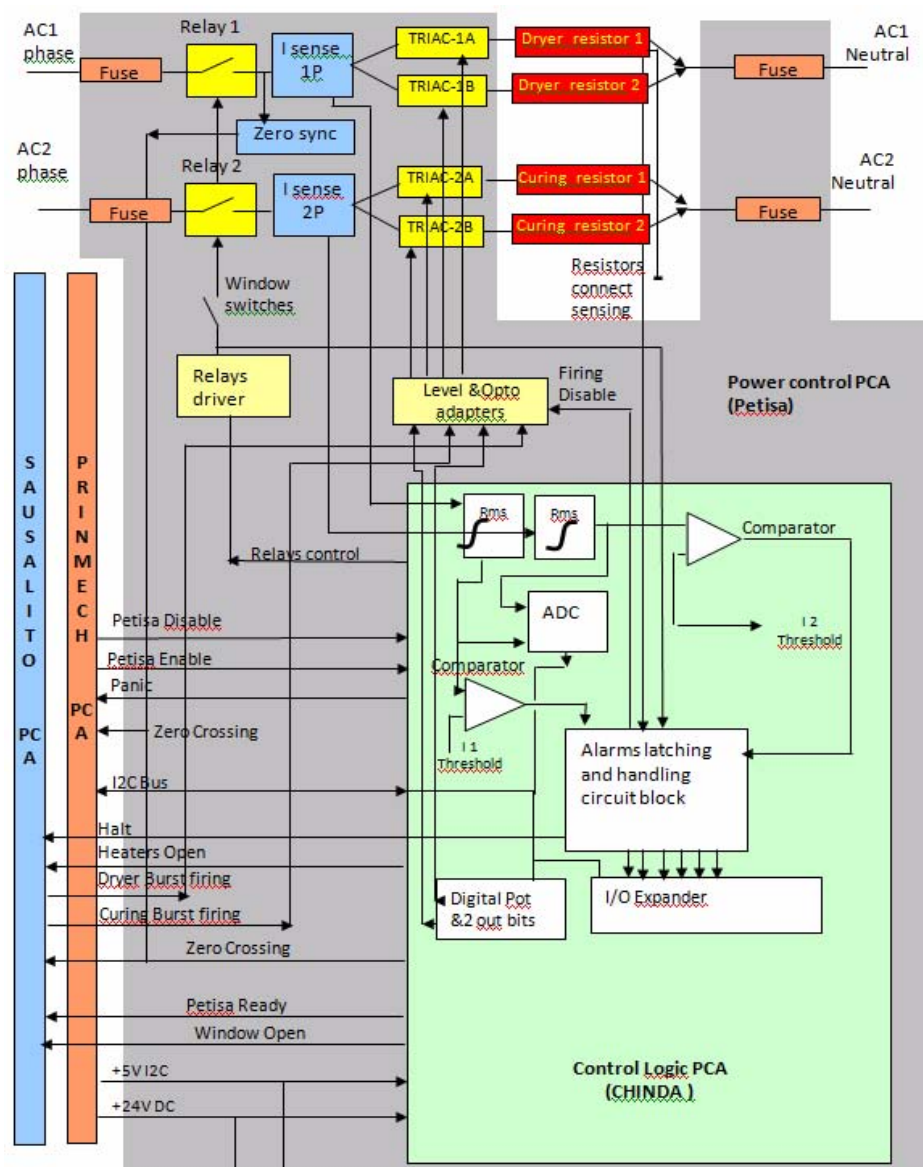 AC1
phase
Fuse
Relay 1
I sense
1P
TRIAC-1A
TRIAC-1B
Dryer resistor 1
Dryer resistor 2
Fuse
AC1
Neutral
Zero sync
AC2
phase
Fuse
Relay 2
I sense
2P
TRIAC-2A
TRIAC-2B
Curing resistor 1
Curing resistor 2
Fuse
AC2
Neutral
Resistors
connect
sensing
Window
switches
Relays
driver
Level &Opto
adapters
Firing
Disable
Power control PCA
(Petisa)
SAUSALITO PCA
PRINMECH PCA
Rms
Rms
Comparator
Relays control
ADC
I 2
Threshold
Petisa Disable
Petisa Enable
Comparator
Panic
Zero Crossing
I 1
Threshold
Alarms latching
and handling
circuit block
I2C Bus
Halt
Heaters Open
Dryer Burst firing
Curing Burst firing
Digital Pot
&2 out bits
I/O Expander
Zero Crossing
Petisa Ready
Window Open
+5V I2C
+24V DC
Control Logic PCA
(CHINDA )